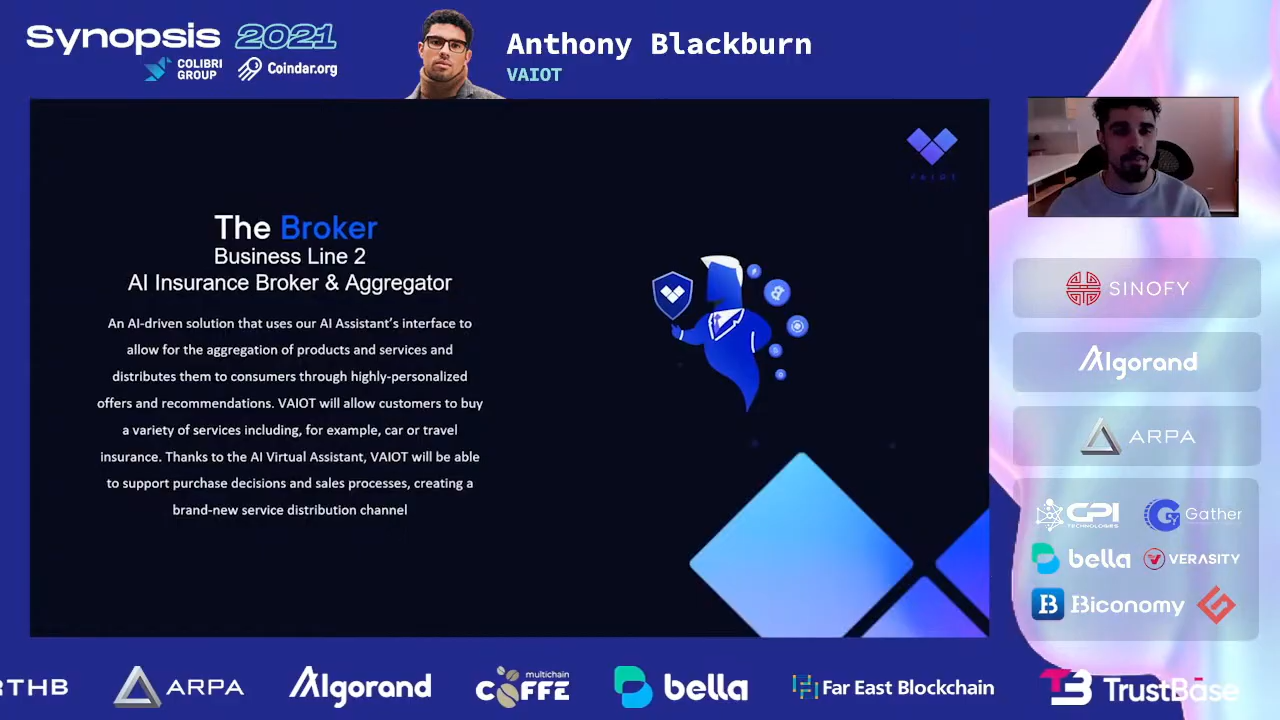 Synopsis 2021
COLIBRI
GROUP
Coindar.org
Anthony Blackburn
VAIOT
VAIOT
The Broker
Business Line 2
AI Insurance Broker & Aggregator
An AI-driven solution that uses our AI Assistant's interface to
allow for the aggregation of products and services and
distributes them to consumers through highly-personalized
offers and recommendations. VAIOT will allow customers to buy
a variety of services including, for example, car or travel
insurance. Thanks to the AI Virtual Assistant, VAIOT will be able
to support purchase decisions and sales processes, creating a
brand-new service distribution channel
SINOFY
Algorand
ARPA
CPI
TECHNOLOGIES
Gather
bella
VERASITY
Biconomy
RTHB
ARPA
Algorand
multichain
COFFE
bella
Far East Blockchain
TrustBase